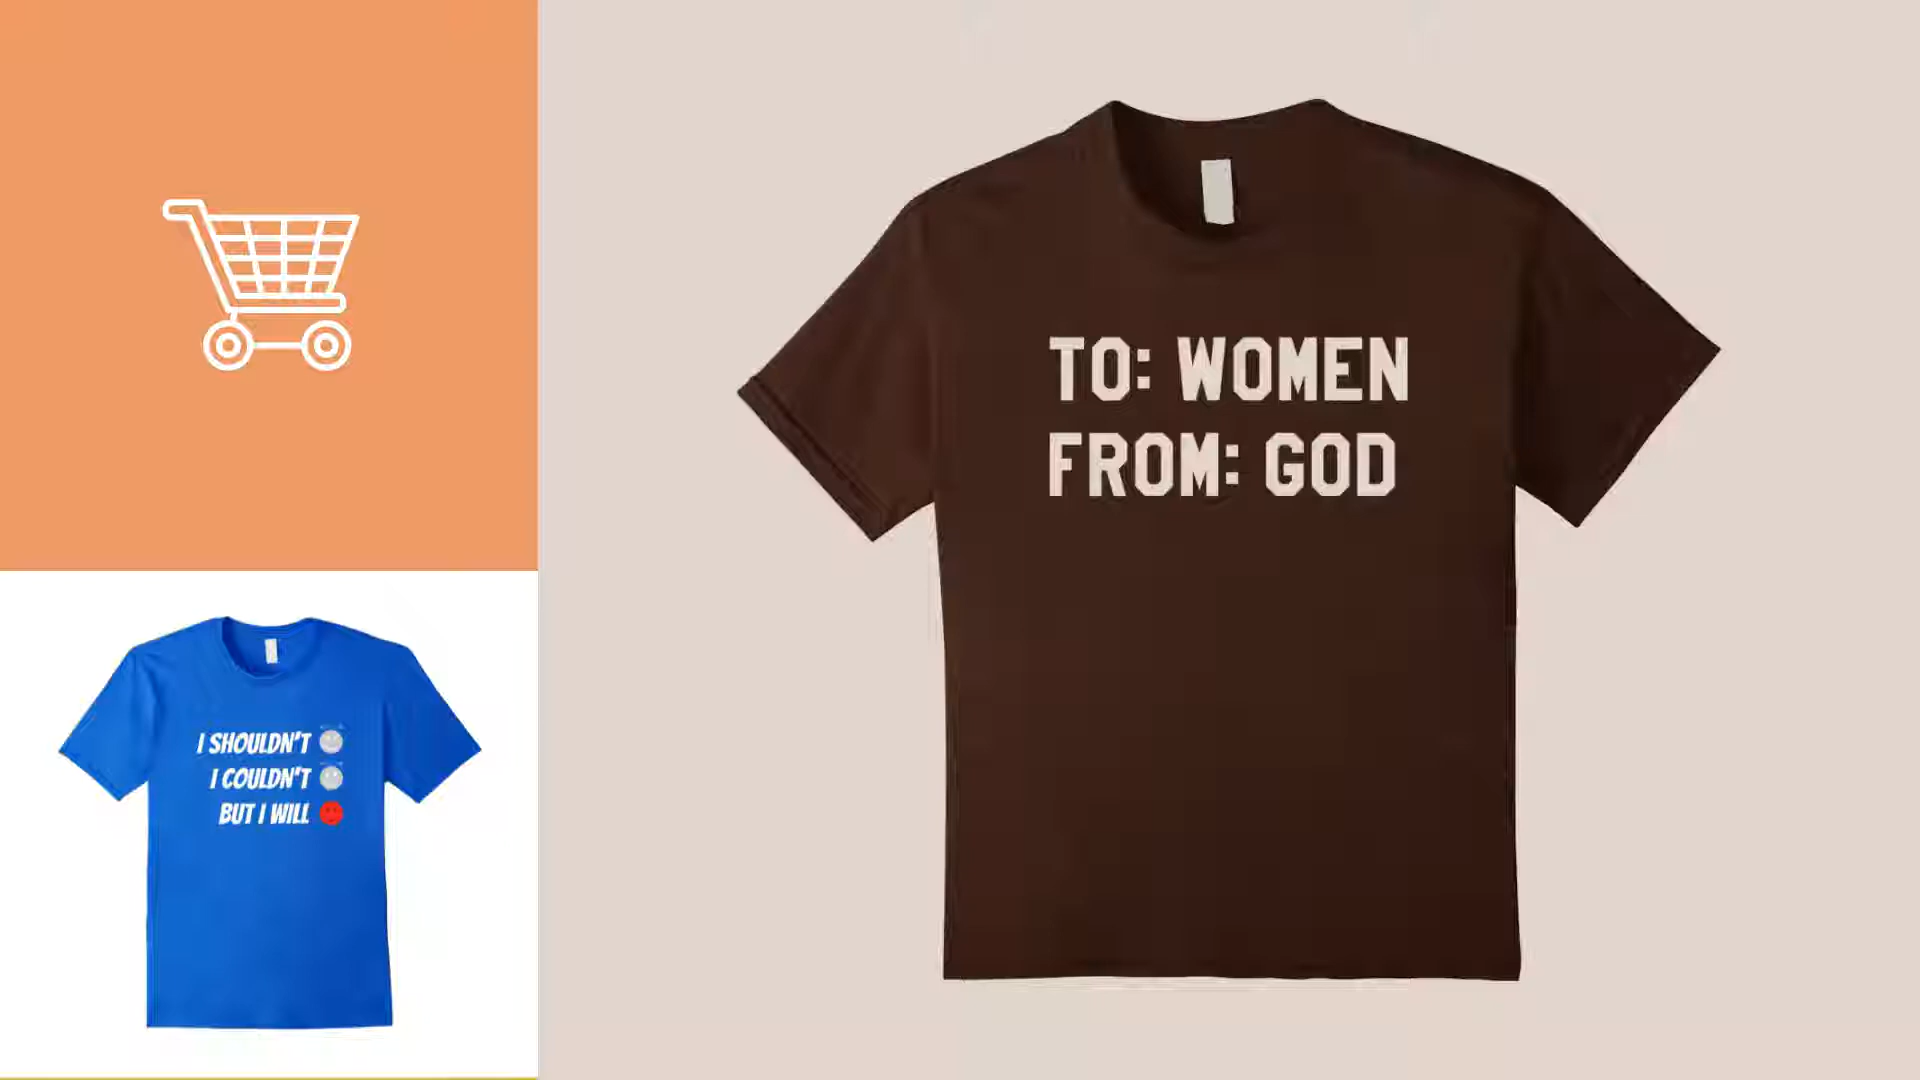 TO: WOMEN
FROM: GOD
I SHOULDN'T
I COULDN'T
BUT I WILL